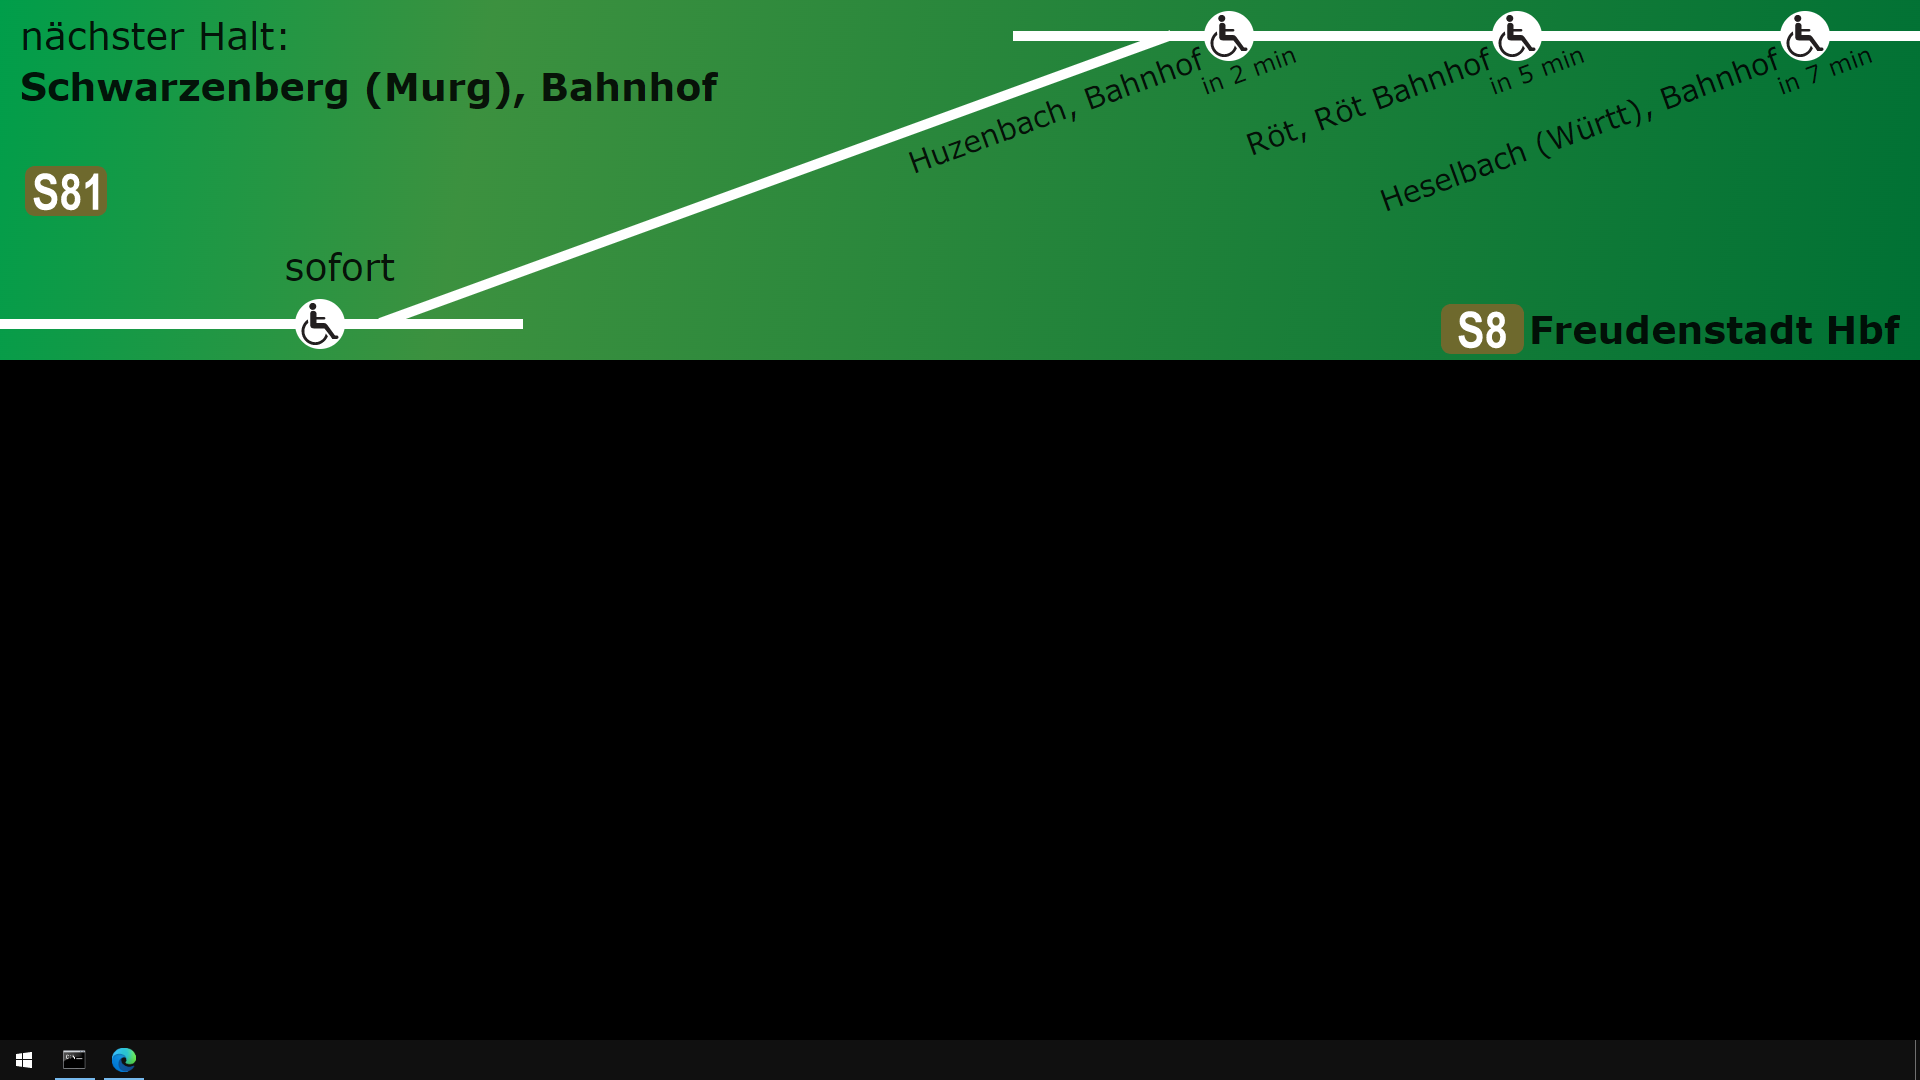 nächster Halt:
Schwarzenberg (Murg), Bahnhof
Huzenbach, Bahnhof
in 2 min
Röt, Röt Bahnhof
in 5 min
Heselbach (Württ), Bahnhof
in 7 min
S81
sofort
S8 Freudenstadt Hbf